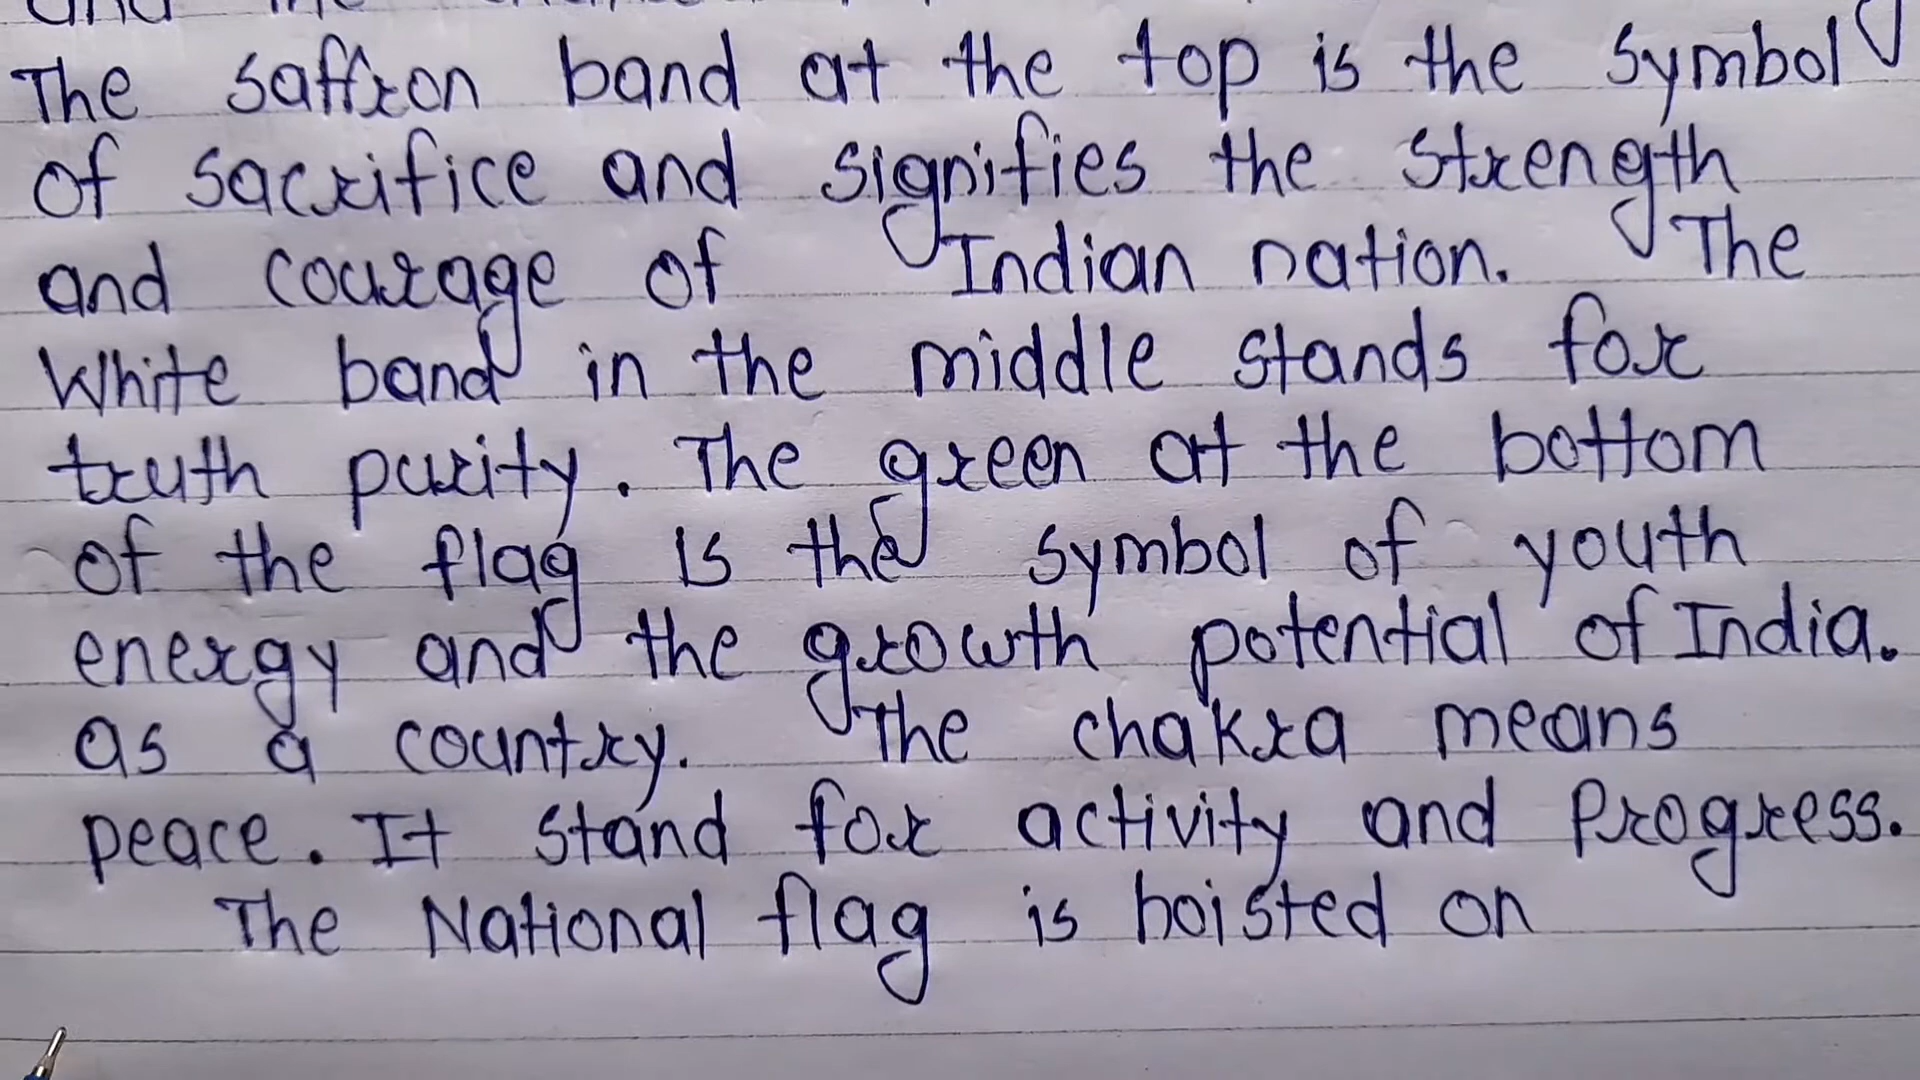 and the
The saffron band at the top is the symbol
of sacrifice and signifies the strength
and courage of Indian nation. The
White band in the middle stands for
truth purity. The green at the bottom
of the flag is the symbol of youth
energy and the growth potential of India.
as a country. The chakra means
peace. It stand for activity and Progress.
The National flag is hoisted on